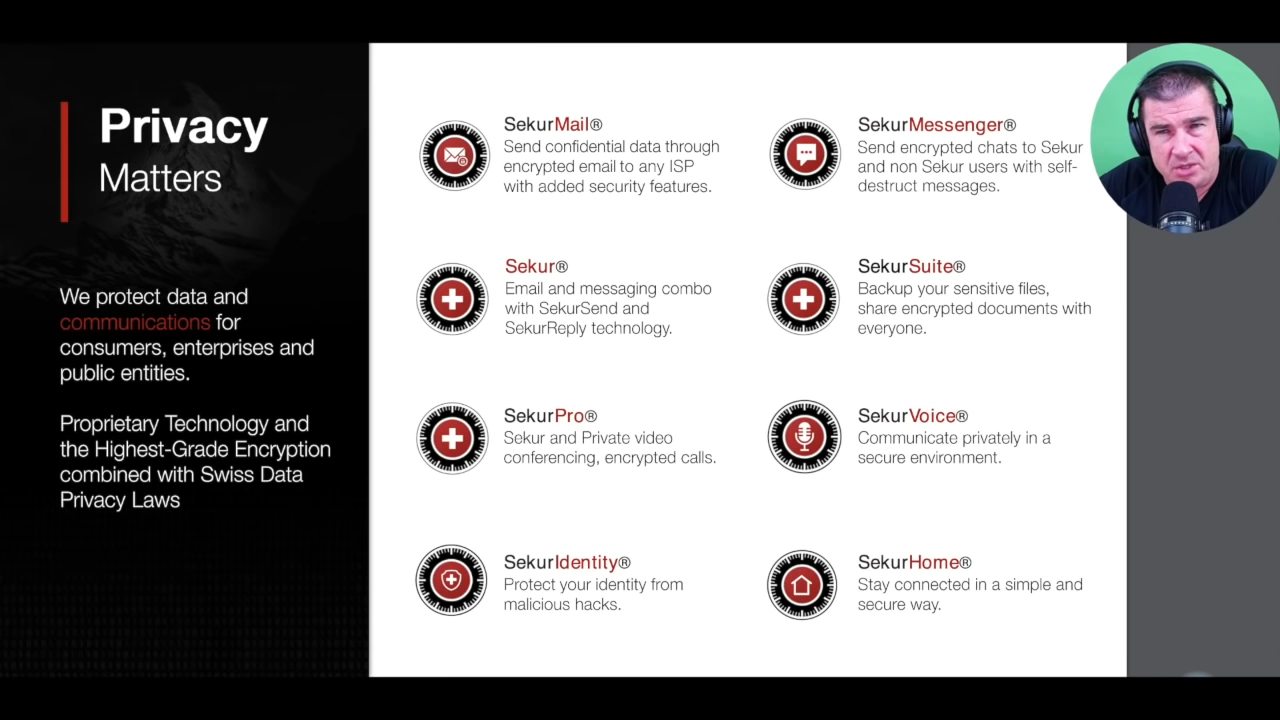 Privacy
Matters
We protect data and
communications for
consumers, enterprises and
public entities.
Proprietary Technology and
the Highest-Grade Encryption
combined with Swiss Data
Privacy Laws
SekurMail®
Send confidential data through
encrypted email to any ISP
with added security features.
SekurMessenger®
Send encrypted chats to Sekur
and non Sekur users with self-
destruct messages.
Sekur®
Email and messaging combo
with SekurSend and
SekurReply technology.
SekurSuite®
Backup your sensitive files,
share encrypted documents with
everyone.
SekurPro®
Sekur and Private video
conferencing, encrypted calls.
SekurVoice®
Communicate privately in a
secure environment.
SekurIdentity®
Protect your identity from
malicious hacks.
SekurHome®
Stay connected in a simple and
secure way.